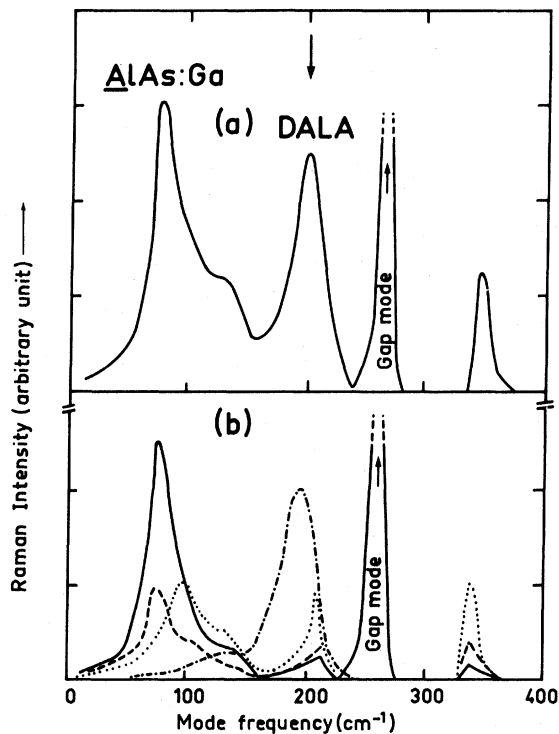 AlAs:Ga
(a) DALA
Gap mode
Raman Intensity (arbitrary unit)
(b)
Gap mode
0 100 200 300 400
Mode frequency (cm⁻¹)